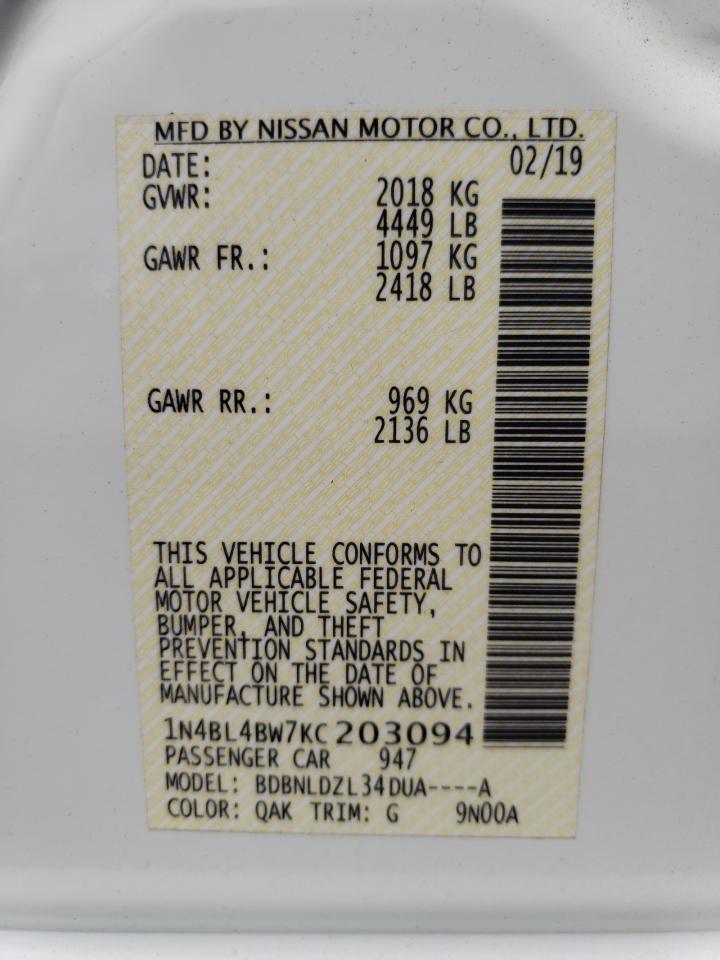 MFD BY NISSAN MOTOR CO., LTD.
DATE: 02/19
GVWR: 2018 KG
4449 LB
GAWR FR.: 1097 KG
2418 LB
GAWR RR.: 969 KG
2136 LB
THIS VEHICLE CONFORMS TO
ALL APPLICABLE FEDERAL
MOTOR VEHICLE SAFETY,
BUMPER, AND THEFT
PREVENTION STANDARDS IN
EFFECT ON THE DATE OF
MANUFACTURE SHOWN ABOVE.
1N4BL4BW7KC203094
PASSENGER CAR 947
MODEL: BDBNLDZL34DUA----A
COLOR: QAK TRIM: G 9N00A